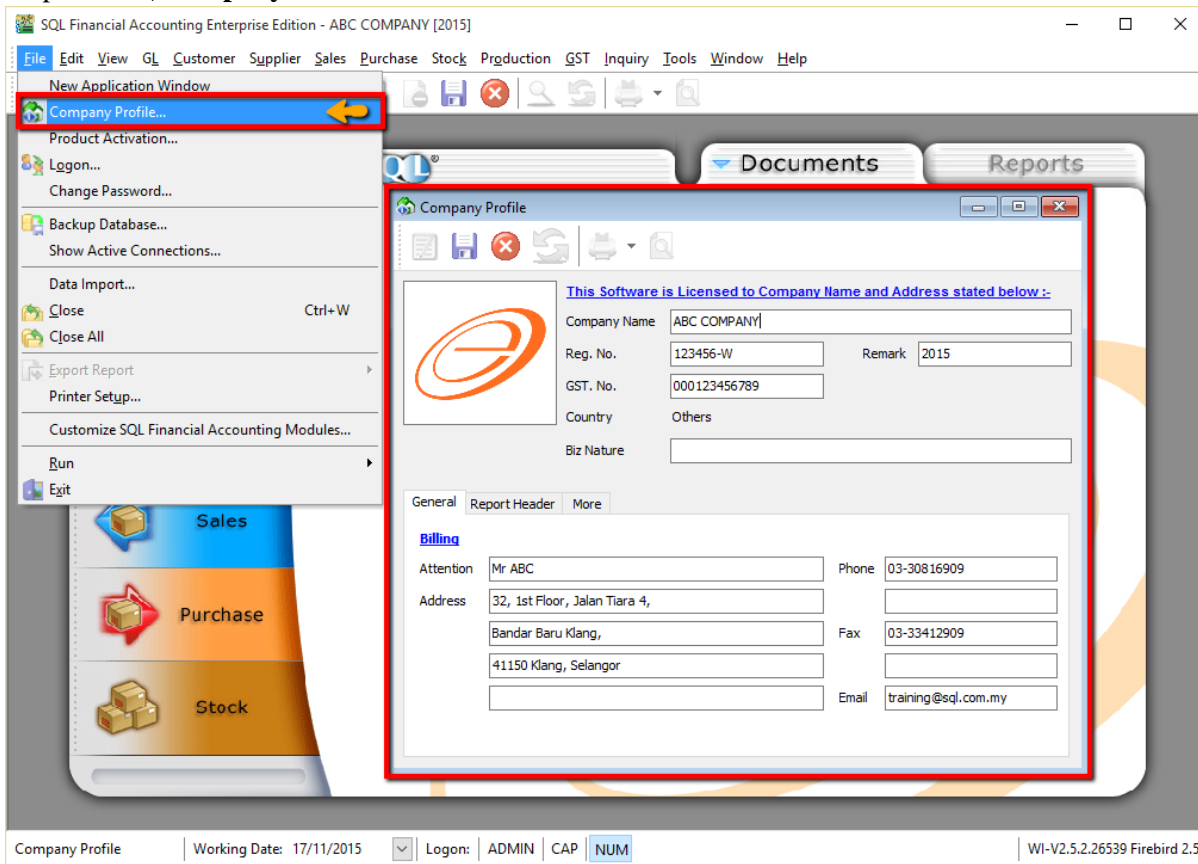 SQL Financial Accounting Enterprise Edition - ABC COMPANY [2015]
File Edit View GL Customer Supplier Sales Purchase Stock Production GST Inquiry Tools Window Help
New Application Window
Company Profile...
Product Activation...
Logon...
Change Password...
Backup Database...
Show Active Connections...
Data Import...
Close Ctrl+W
Close All
Export Report
Printer Setup...
Customize SQL Financial Accounting Modules...
Run
Exit
Documents Reports
Company Profile
This Software is Licensed to Company Name and Address stated below :-
Company Name ABC COMPANY
Reg. No. 123456-W Remark 2015
GST. No. 000123456789
Country Others
Biz Nature
General Report Header More
Billing
Attention Mr ABC Phone 03-30816909
Address 32, 1st Floor, Jalan Tiara 4,
Bandar Baru Klang, Fax 03-33412909
41150 Klang, Selangor
Email training@sql.com.my
Sales
Purchase
Stock
Company Profile Working Date: 17/11/2015 Logon: ADMIN CAP NUM WI-V2.5.2.26539 Firebird 2.5